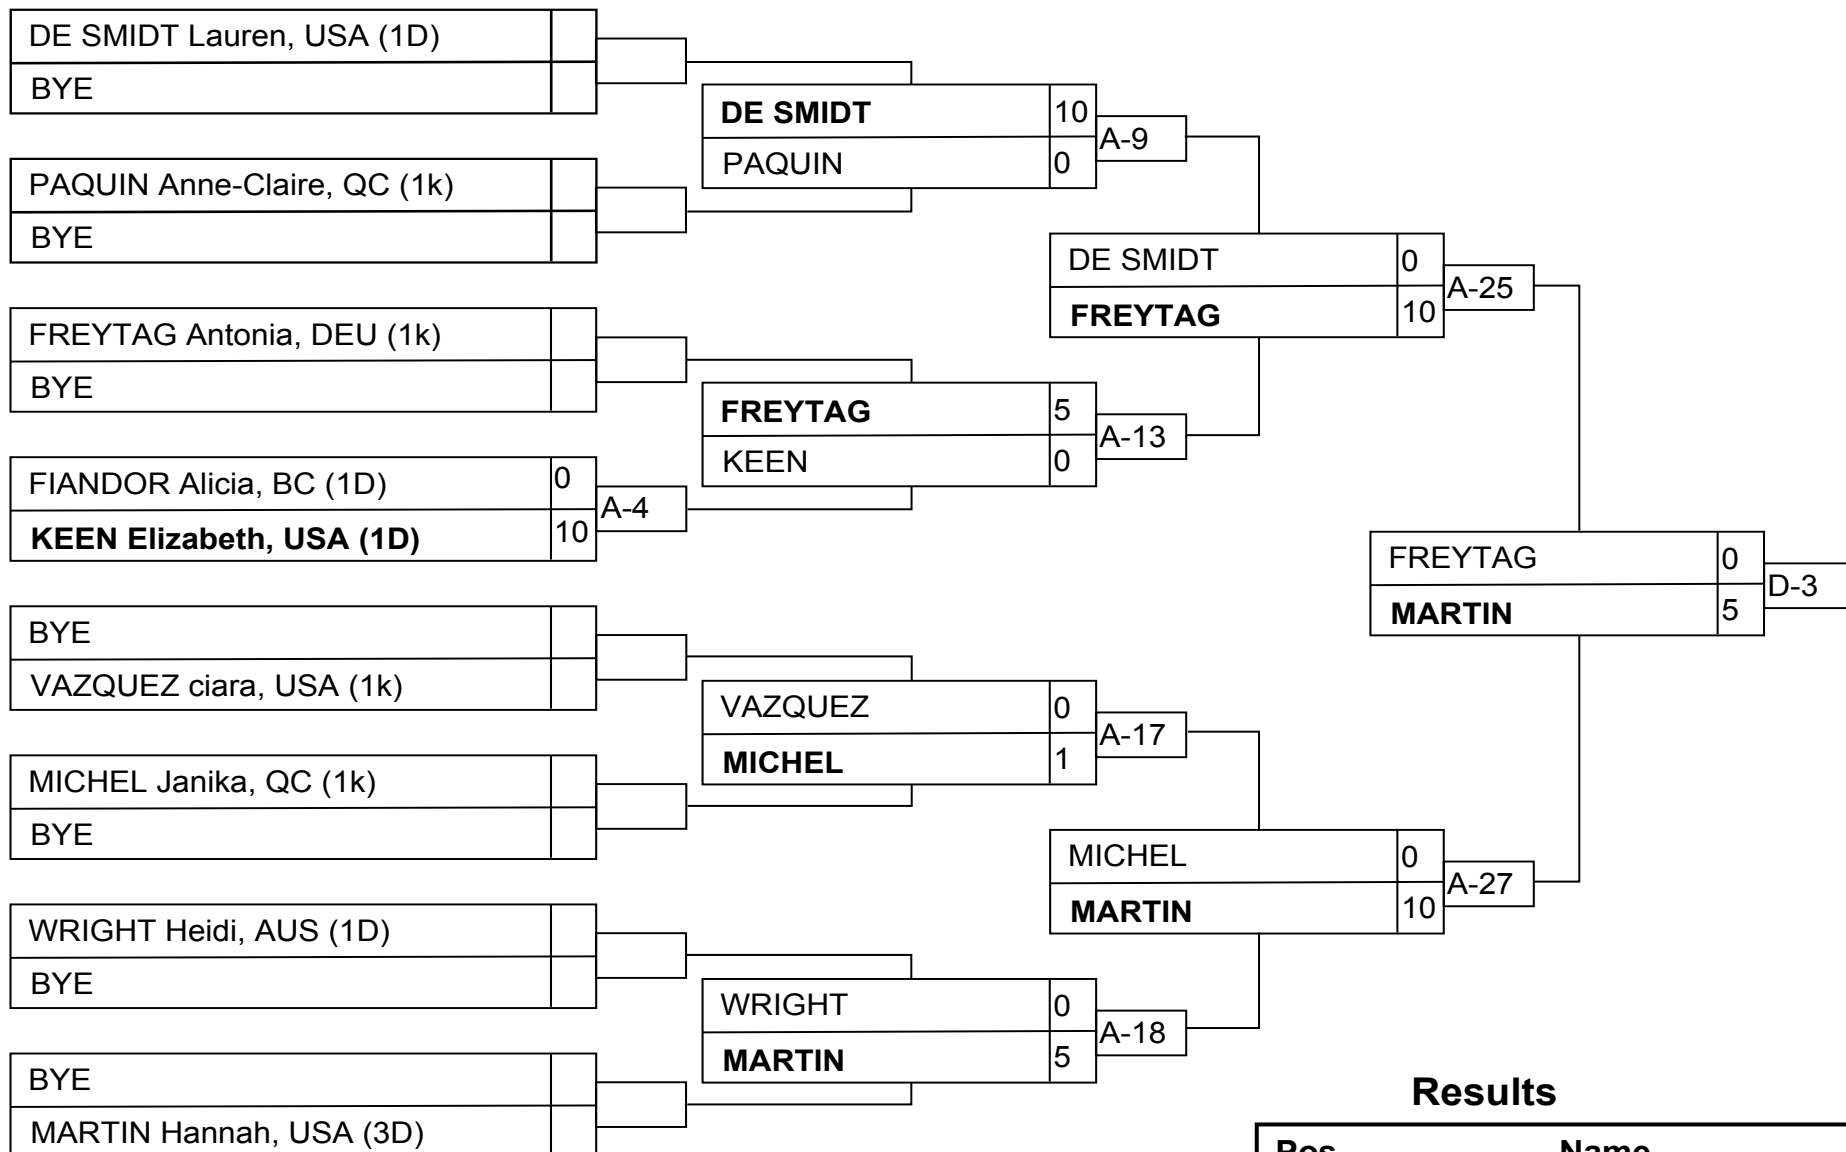 DE SMIDT Lauren, USA (1D)
BYE
PAQUIN Anne-Claire, QC (1k)
BYE
FREYTAG Antonia, DEU (1k)
BYE
FIANDOR Alicia, BC (1D) 0
KEEN Elizabeth, USA (1D) 10
A-4
BYE
VAZQUEZ ciara, USA (1k)
MICHEL Janika, QC (1k)
BYE
WRIGHT Heidi, AUS (1D)
BYE
BYE
MARTIN Hannah, USA (3D)
DE SMIDT 10
PAQUIN 0
A-9
FREYTAG 5
KEEN 0
A-13
VAZQUEZ 0
MICHEL 1
A-17
WRIGHT 0
MARTIN 5
A-18
DE SMIDT 0
FREYTAG 10
A-25
MICHEL 0
MARTIN 10
A-27
FREYTAG 0
MARTIN 5
D-3
Results
Pos Name